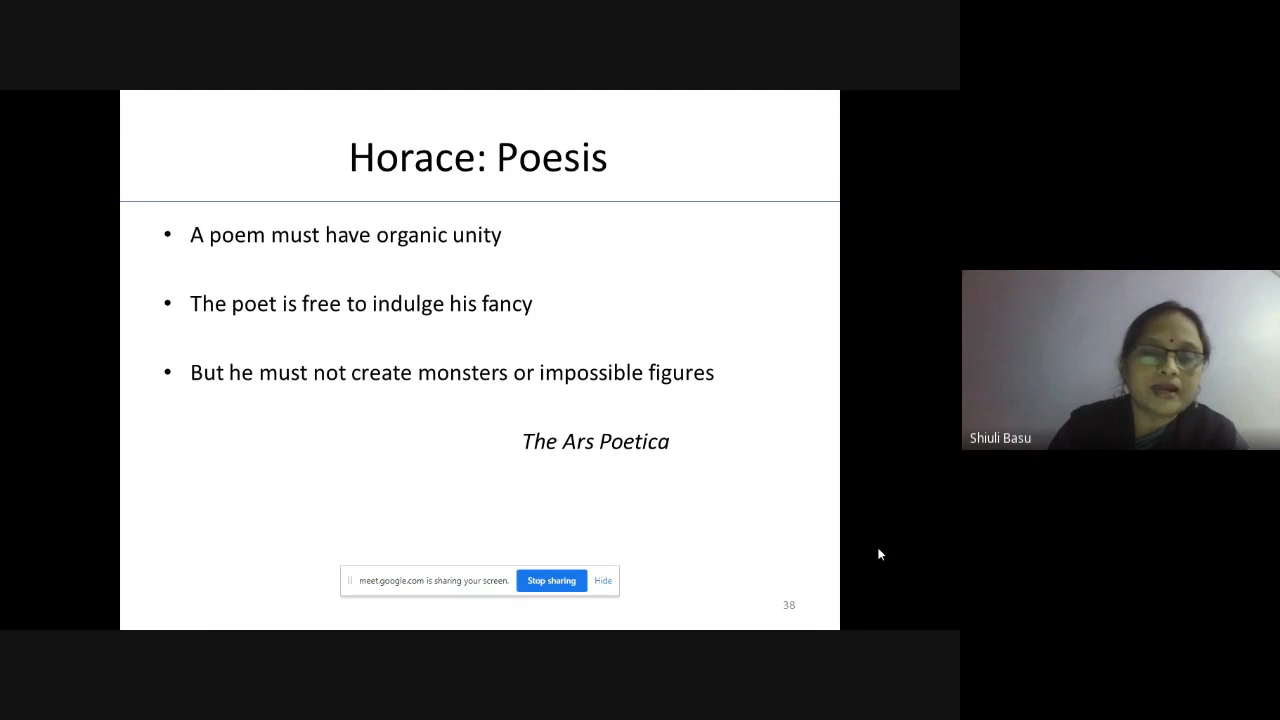 Horace: Poesis
• A poem must have organic unity
• The poet is free to indulge his fancy
• But he must not create monsters or impossible figures
The Ars Poetica
meet.google.com is sharing your screen. Stop sharing Hide
38
Shiuli Basu